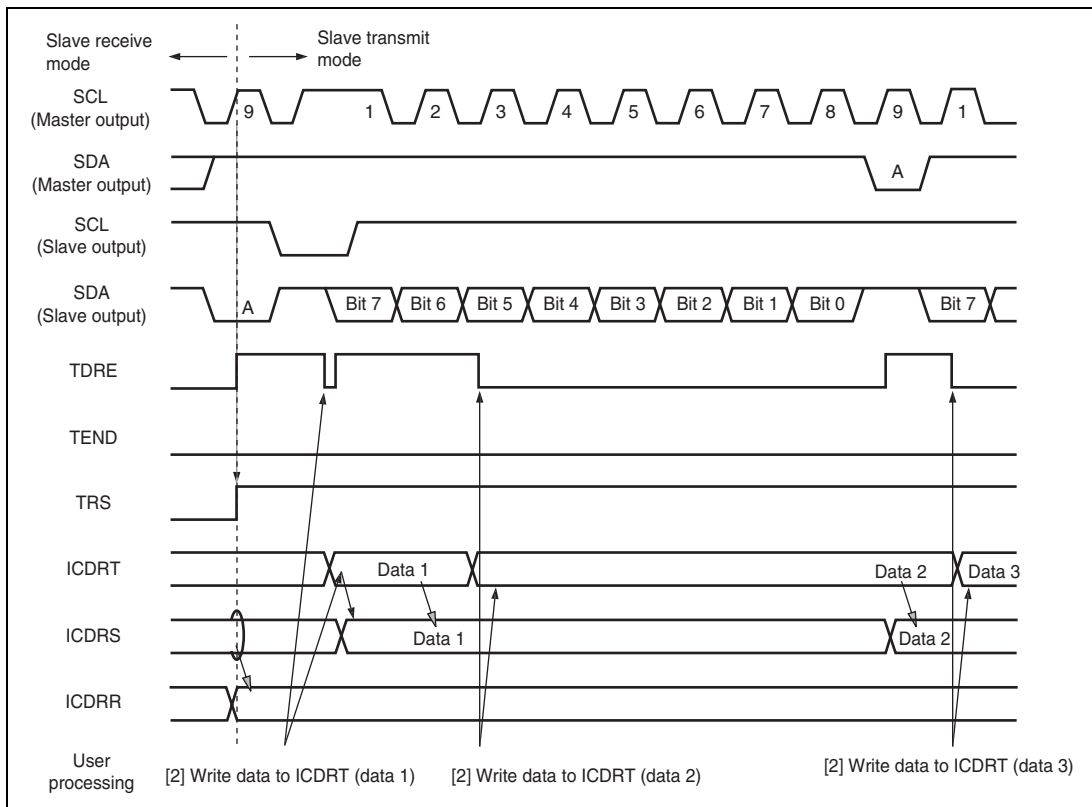 Slave receive
mode
Slave transmit
mode
SCL
(Master output)
9 1 2 3 4 5 6 7 8 9 1
SDA
(Master output)
A
SCL
(Slave output)
SDA
(Slave output)
A Bit 7 Bit 6 Bit 5 Bit 4 Bit 3 Bit 2 Bit 1 Bit 0 Bit 7
TDRE
TEND
TRS
ICDRT
Data 1 Data 2 Data 3
ICDRS
Data 1 Data 2
ICDRR
User
processing
[2] Write data to ICDRT (data 1) [2] Write data to ICDRT (data 2) [2] Write data to ICDRT (data 3)